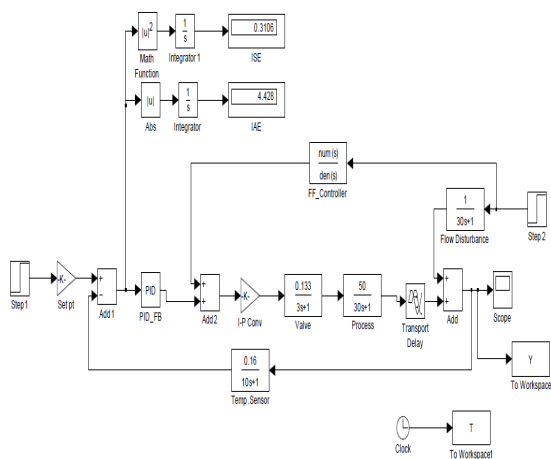 |u|²
Math
Function
1
s
Integrator 1
0.3106
ISE
|u|
Abs
1
s
Integrator
4.428
IAE
num(s)
den(s)
FF_Controller
1
30s+1
Flow Disturbance
Step 2
Step 1
-K-
Set pt
+
−
Add 1
PID
PID_FB
+
+
Add 2
-K-
I-P Conv
0.133
3s+1
Valve
50
30s+1
Process
Transport
Delay
+
+
Add
Scope
0.16
10s+1
Temp.Sensor
Y
To Workspace
Clock
T
To Workspace1